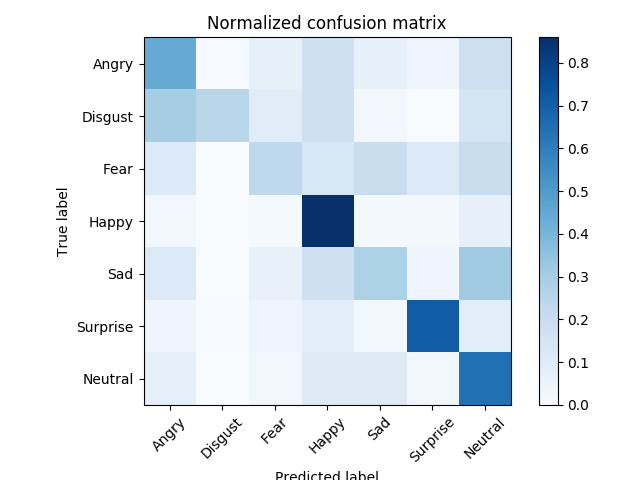 Normalized confusion matrix
True label
Angry
Disgust
Fear
Happy
Sad
Surprise
Neutral
Angry Disgust Fear Happy Sad Surprise Neutral
Predicted label
0.8
0.7
0.6
0.5
0.4
0.3
0.2
0.1
0.0